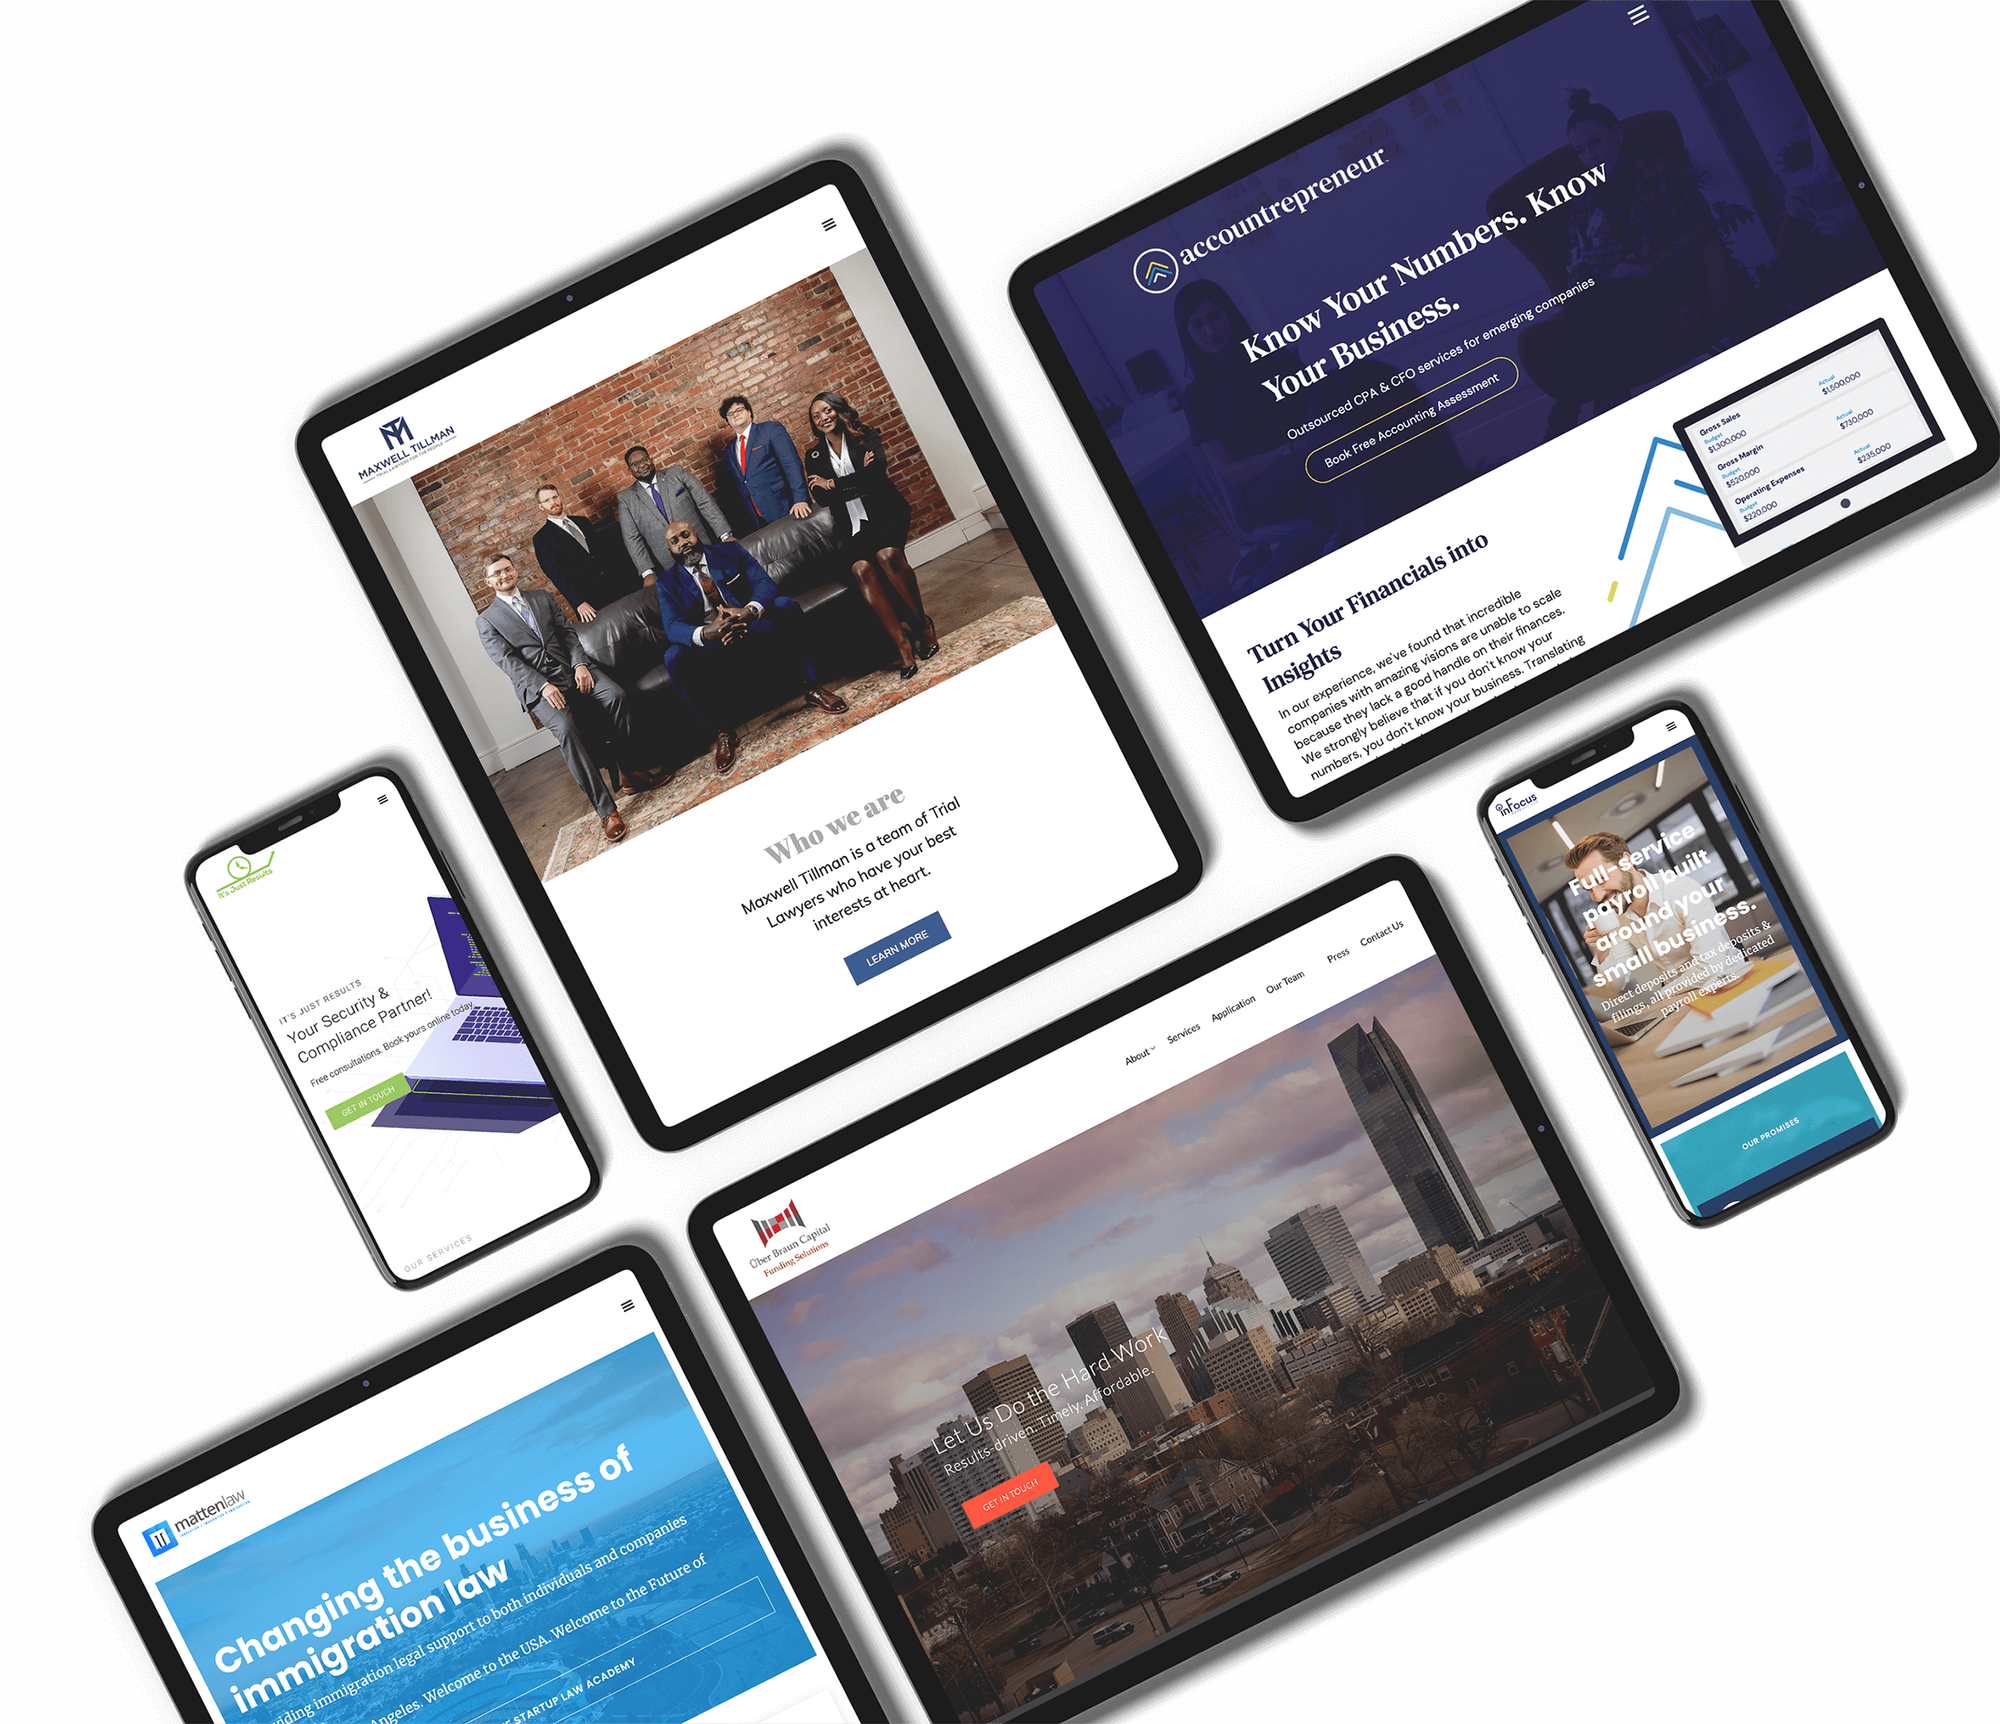 accountrepreneur
Know Your Numbers. Know
Your Business.
Outsourced CPA & CFO services for emerging companies
Book Free Accounting Assessment
Gross Sales
Budget
Actual
$1,300,000
$1,500,000
Gross Margin
Budget
Actual
$520,000
$730,000
Operating Expenses
Budget
Actual
$220,000
$235,000
Turn Your Financials into
Insights
In our experience, we've found that incredible
companies with amazing visions are unable to scale
because they lack a good handle on their finances.
We strongly believe that if you don't know your
numbers, you don't know your business. Translating
MAXWELL TILLMAN
TRIAL LAWYERS FOR THE PEOPLE
Who we are
Maxwell Tillman is a team of Trial
Lawyers who have your best
interests at heart.
LEARN MORE
It's Just Results
IT'S JUST RESULTS
Your Security &
Compliance Partner!
Free consultations. Book yours online today.
GET IN TOUCH
OUR SERVICES
inFocus
Full-service
payroll built
around your
small business.
Direct deposits and tax deposits &
filings, all provided by dedicated
payroll experts.
OUR PROMISES
Über Braun Capital
Funding Solutions
About
Services
Application
Our Team
Press
Contact Us
Let Us Do the Hard Work
Results-driven. Timely. Affordable.
GET IN TOUCH
mattenlaw
Changing the business of
immigration law
viding immigration legal support to both individuals and companies
Angeles. Welcome to the USA. Welcome to the Future of
STARTUP LAW ACADEMY